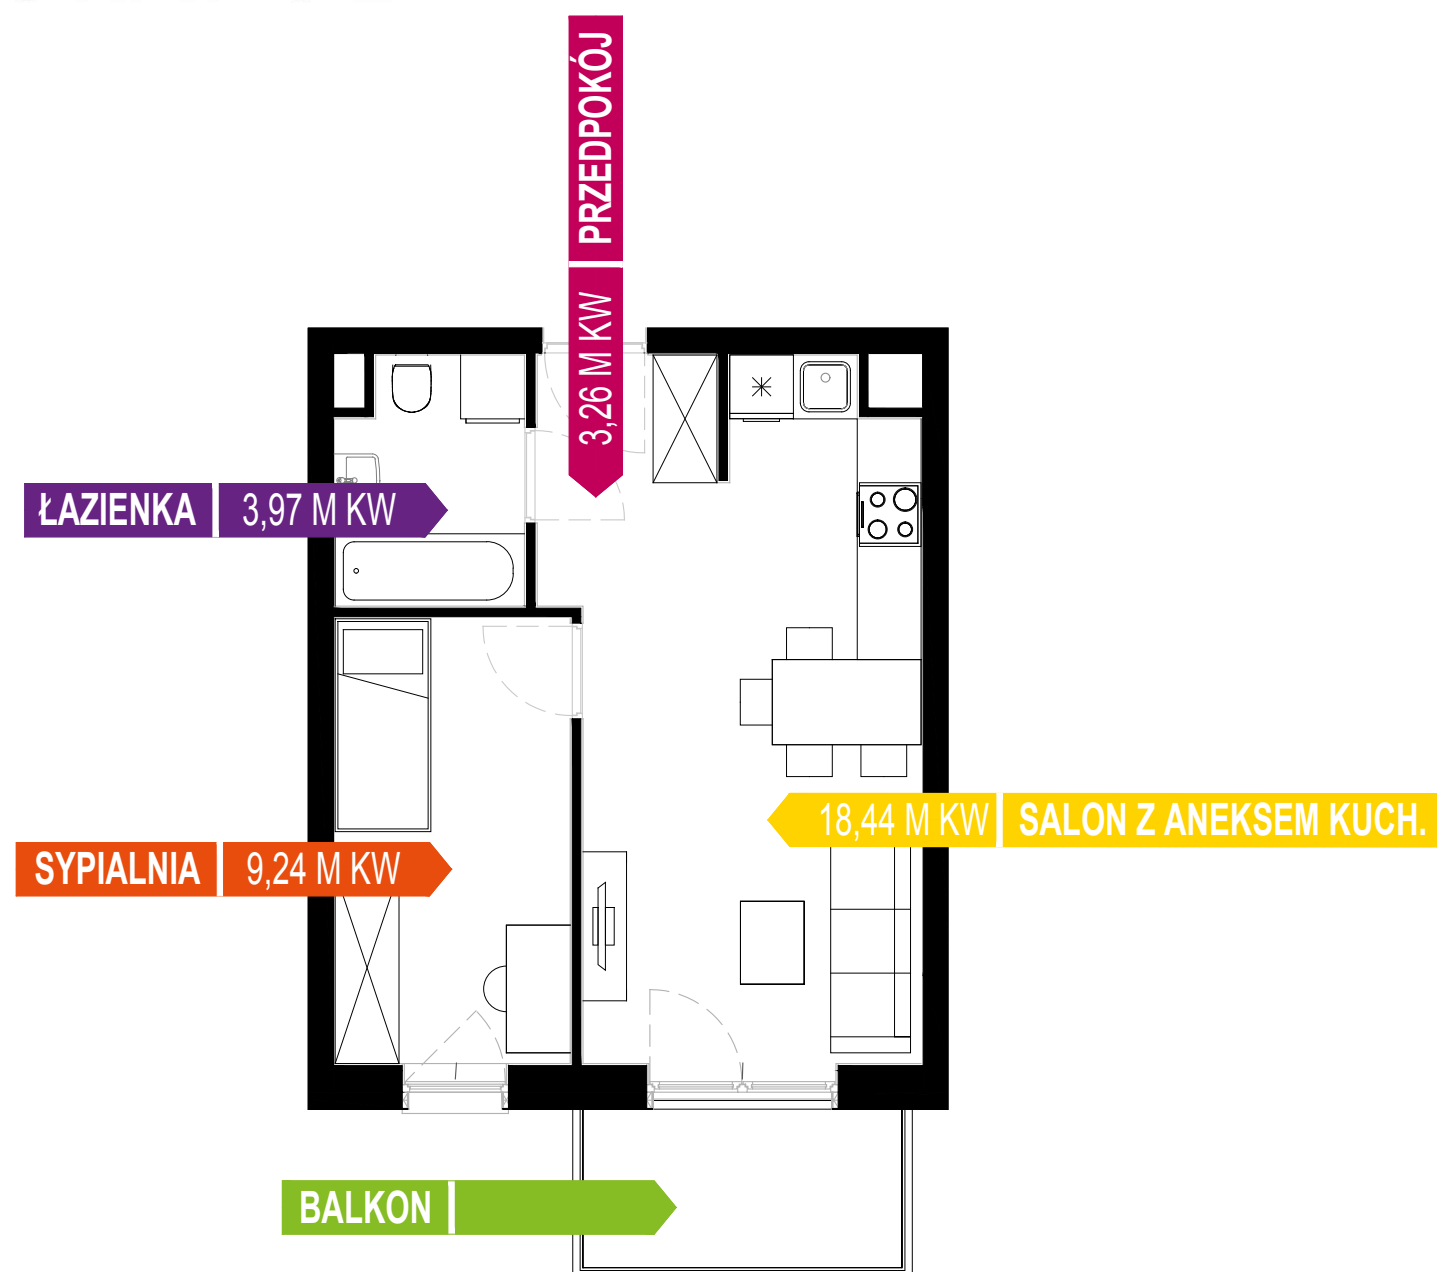 PRZEDPOKÓJ
3,26 M KW
ŁAZIENKA 3,97 M KW
18,44 M KW SALON Z ANEKSEM KUCH.
SYPIALNIA 9,24 M KW
BALKON